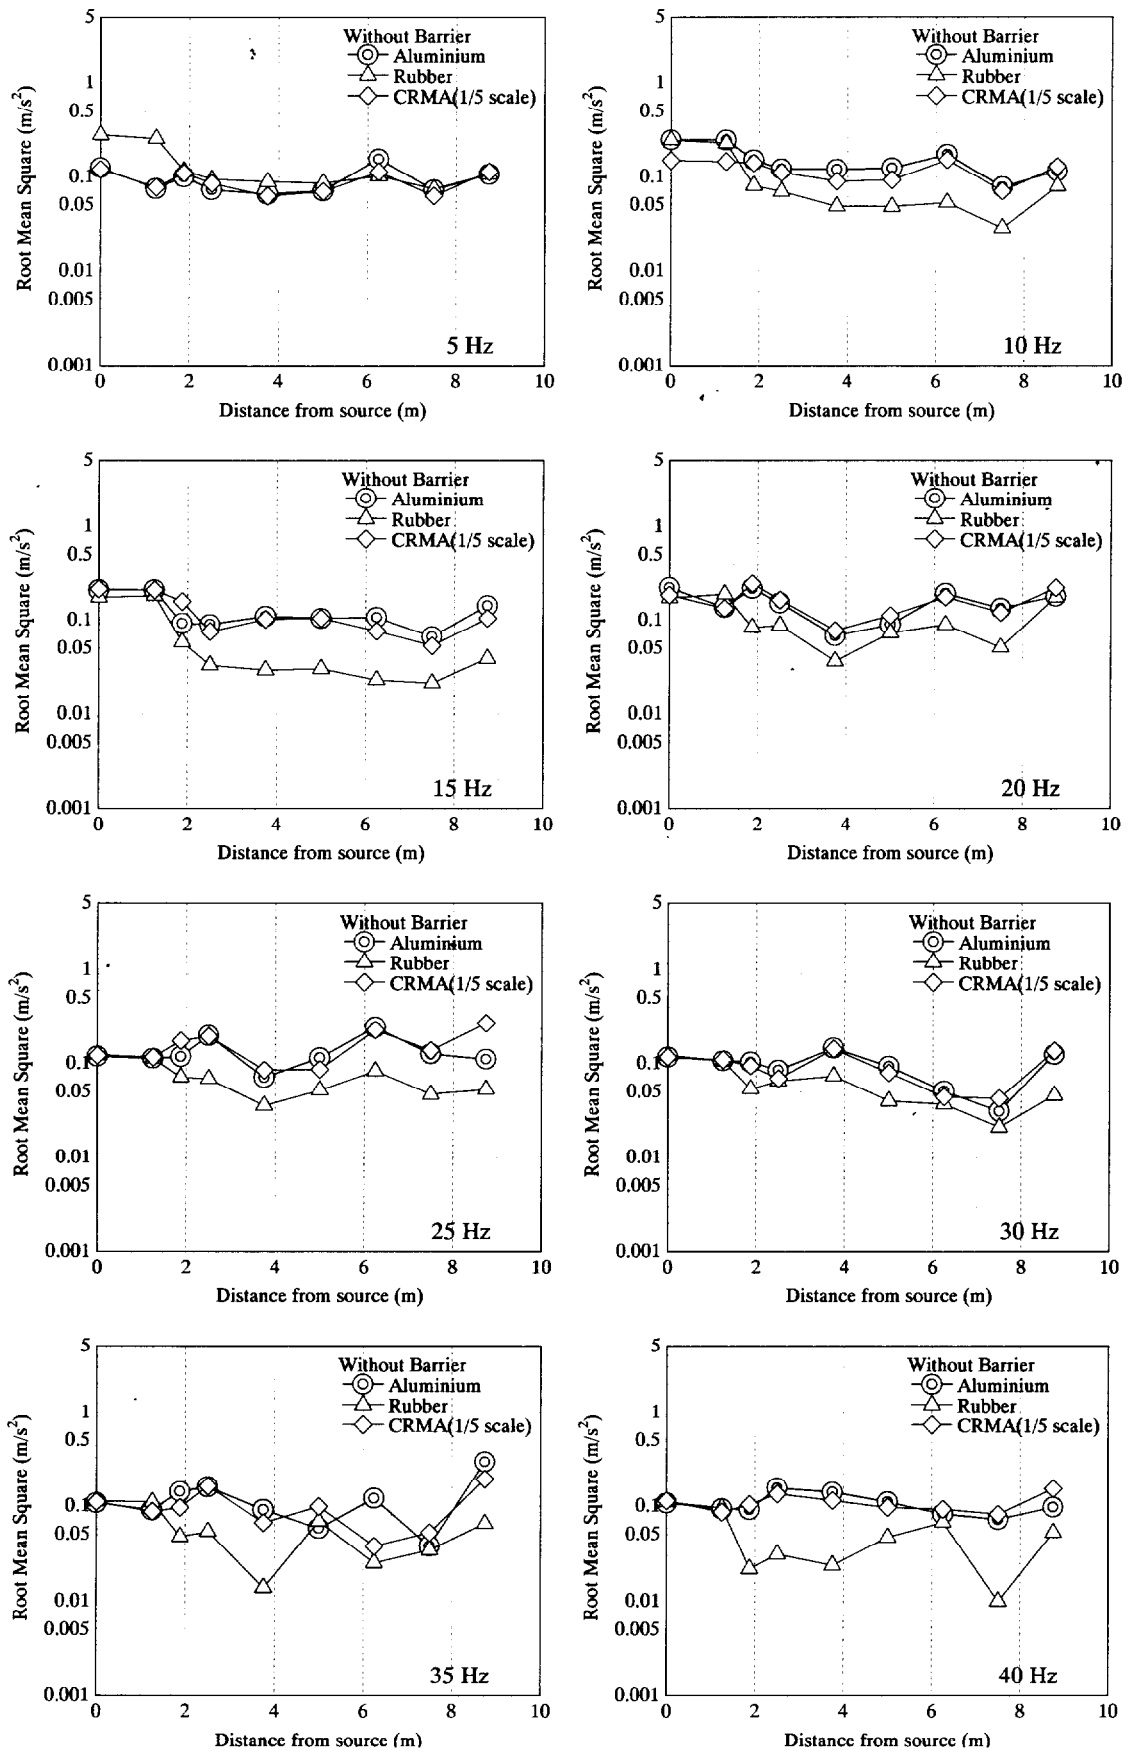 5
1
0.5
0.1
0.05
0.01
0.005
0.001
Root Mean Square (m/s²)
Without Barrier
Aluminium
Rubber
CRMA(1/5 scale)
5 Hz
0 2 4 6 8 10
Distance from source (m)
5
1
0.5
0.1
0.05
0.01
0.005
0.001
Root Mean Square (m/s²)
Without Barrier
Aluminium
Rubber
CRMA(1/5 scale)
10 Hz
0 2 4 6 8 10
Distance from source (m)
5
1
0.5
0.1
0.05
0.01
0.005
0.001
Root Mean Square (m/s²)
Without Barrier
Aluminium
Rubber
CRMA(1/5 scale)
15 Hz
0 2 4 6 8 10
Distance from source (m)
5
1
0.5
0.1
0.05
0.01
0.005
0.001
Root Mean Square (m/s²)
Without Barrier
Aluminium
Rubber
CRMA(1/5 scale)
20 Hz
0 2 4 6 8 10
Distance from source (m)
5
1
0.5
0.1
0.05
0.01
0.005
0.001
Root Mean Square (m/s²)
Without Barrier
Aluminium
Rubber
CRMA(1/5 scale)
25 Hz
0 2 4 6 8 10
Distance from source (m)
5
1
0.5
0.1
0.05
0.01
0.005
0.001
Root Mean Square (m/s²)
Without Barrier
Aluminium
Rubber
CRMA(1/5 scale)
30 Hz
0 2 4 6 8 10
Distance from source (m)
5
1
0.5
0.1
0.05
0.01
0.005
0.001
Root Mean Square (m/s²)
Without Barrier
Aluminium
Rubber
CRMA(1/5 scale)
35 Hz
0 2 4 6 8 10
Distance from source (m)
5
1
0.5
0.1
0.05
0.01
0.005
0.001
Root Mean Square (m/s²)
Without Barrier
Aluminium
Rubber
CRMA(1/5 scale)
40 Hz
0 2 4 6 8 10
Distance from source (m)